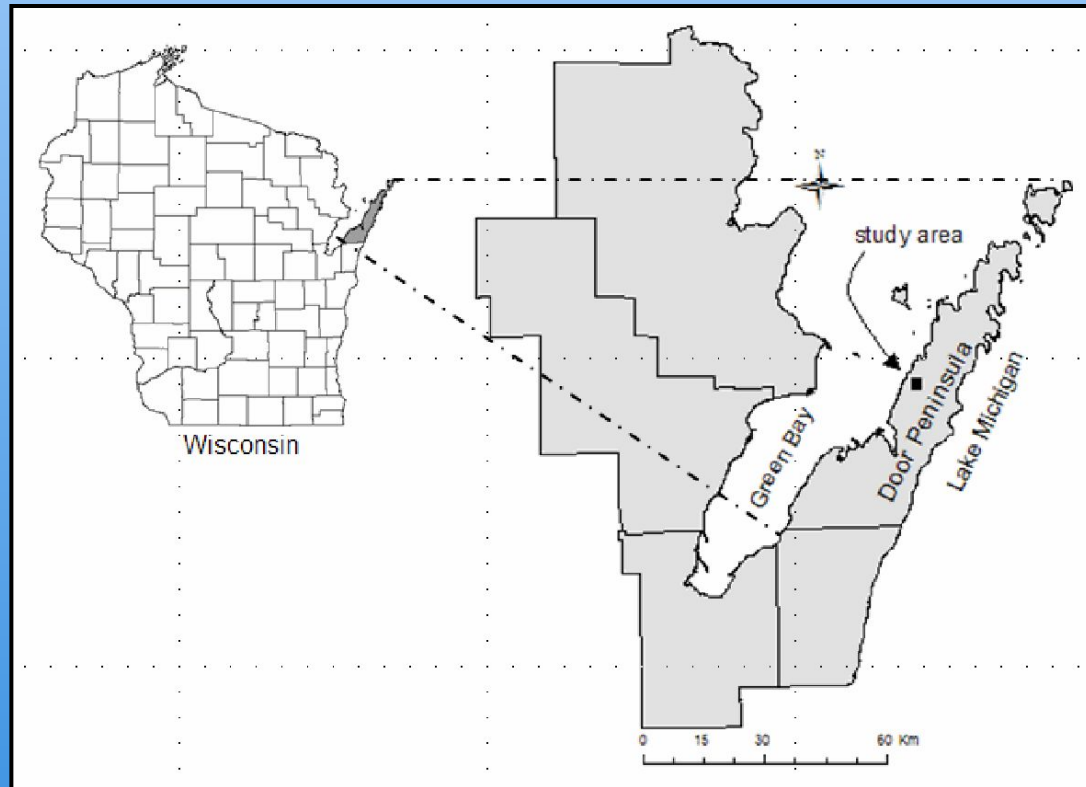 N
study area
Door Peninsula
Lake Michigan
Green Bay
Wisconsin
0 15 30 60 Km